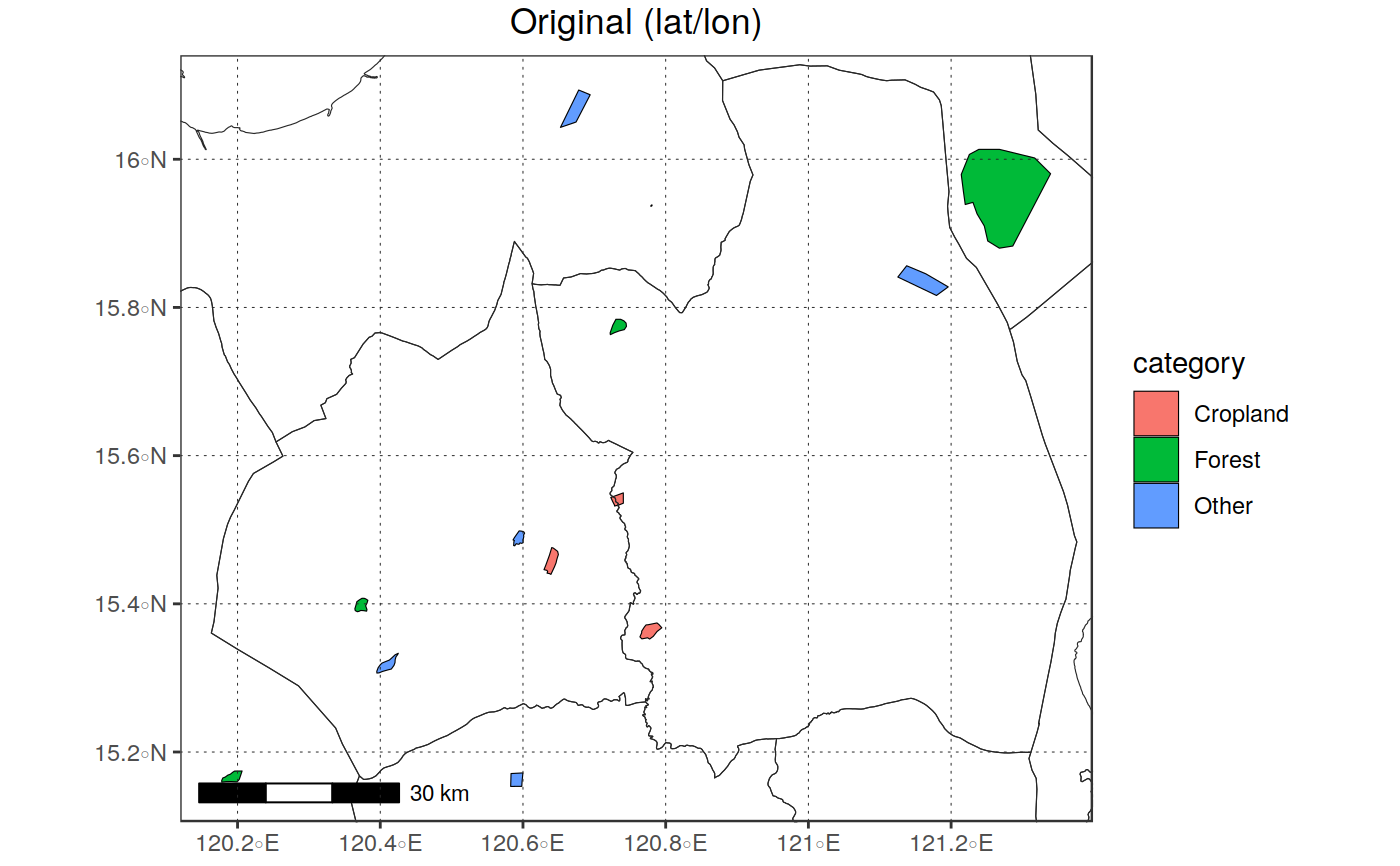 Original (lat/lon)
16○N
15.8○N
15.6○N
15.4○N
15.2○N
30 km
120.2○E 120.4○E 120.6○E 120.8○E 121○E 121.2○E
category
Cropland
Forest
Other